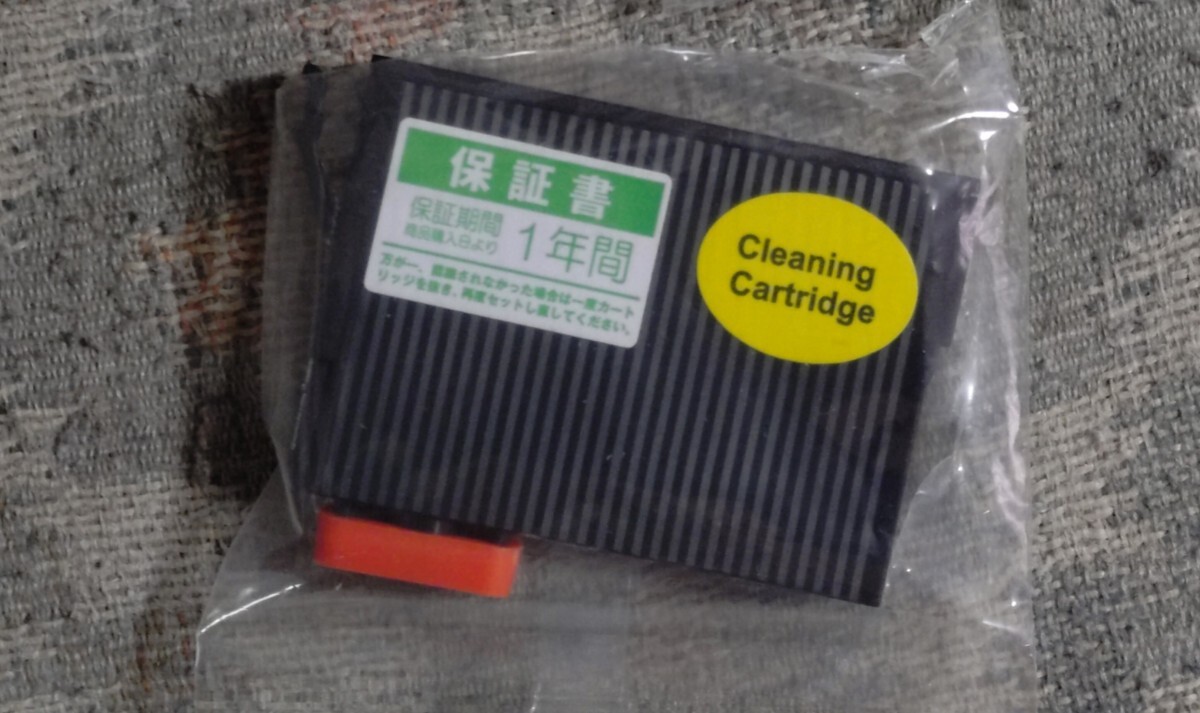 保証書
保証期間
商品購入日より
1年間
万が一、認識されなかった場合は一度カート
リッジを抜き、再度セットし直してください。
Cleaning
Cartridge